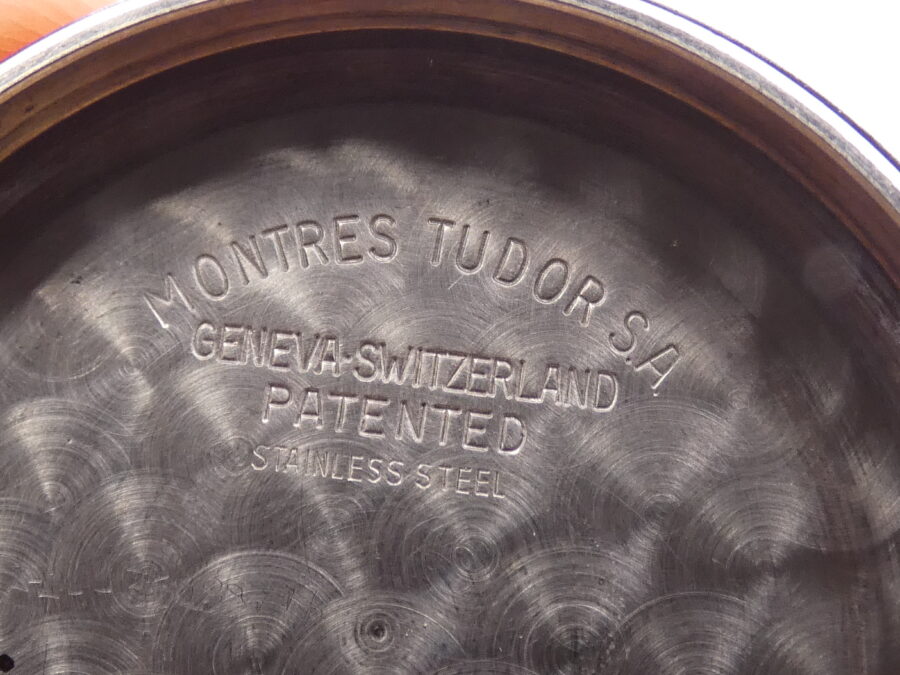 MONTRES TUDOR S.A
GENEVA·SWITZERLAND
PATENTED
STAINLESS STEEL